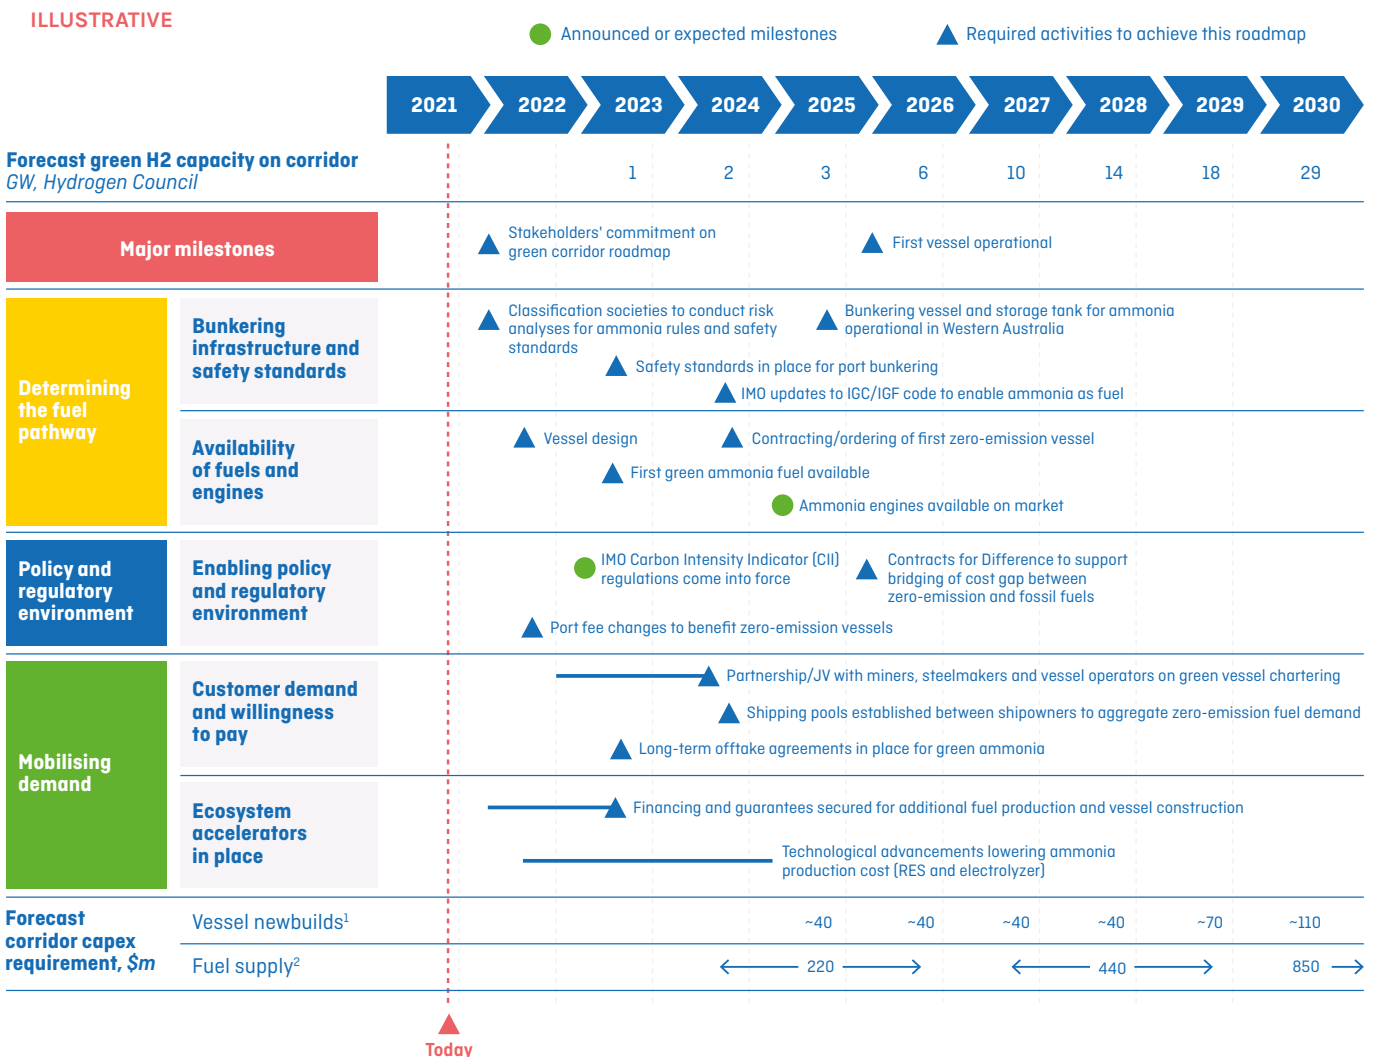 ILLUSTRATIVE
Announced or expected milestones
Required activities to achieve this roadmap
2021 2022 2023 2024 2025 2026 2027 2028 2029 2030
Forecast green H2 capacity on corridor
GW, Hydrogen Council
1 2 3 6 10 14 18 29
Major milestones
Stakeholders' commitment on
green corridor roadmap
First vessel operational
Determining
the fuel
pathway
Bunkering
infrastructure and
safety standards
Classification societies to conduct risk
analyses for ammonia rules and safety
standards
Bunkering vessel and storage tank for ammonia
operational in Western Australia
Safety standards in place for port bunkering
IMO updates to IGC/IGF code to enable ammonia as fuel
Availability
of fuels and
engines
Vessel design
Contracting/ordering of first zero-emission vessel
First green ammonia fuel available
Ammonia engines available on market
Policy and
regulatory
environment
Enabling policy
and regulatory
environment
IMO Carbon Intensity Indicator (CII)
regulations come into force
Contracts for Difference to support
bridging of cost gap between
zero-emission and fossil fuels
Port fee changes to benefit zero-emission vessels
Mobilising
demand
Customer demand
and willingness
to pay
Partnership/JV with miners, steelmakers and vessel operators on green vessel chartering
Shipping pools established between shipowners to aggregate zero-emission fuel demand
Long-term offtake agreements in place for green ammonia
Ecosystem
accelerators
in place
Financing and guarantees secured for additional fuel production and vessel construction
Technological advancements lowering ammonia
production cost (RES and electrolyzer)
Forecast
corridor capex
requirement, $m
Vessel newbuilds¹
~40 ~40 ~40 ~40 ~70 ~110
Fuel supply²
220 440 850
Today